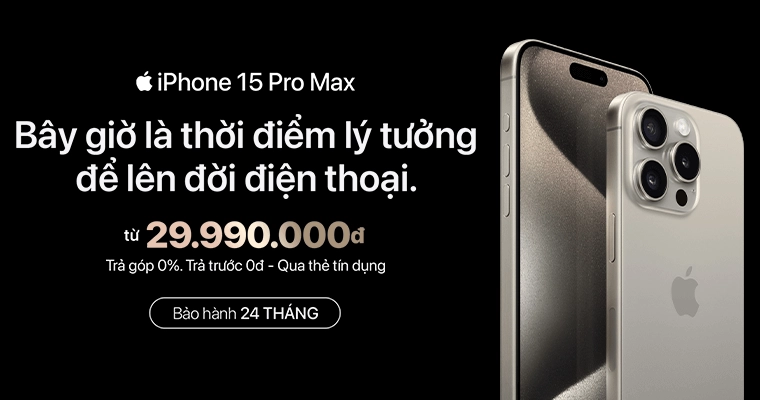 iPhone 15 Pro Max
Bây giờ là thời điểm lý tưởng
để lên đời điện thoại.
từ 29.990.000đ
Trả góp 0%. Trả trước 0đ - Qua thẻ tín dụng
Bảo hành 24 THÁNG